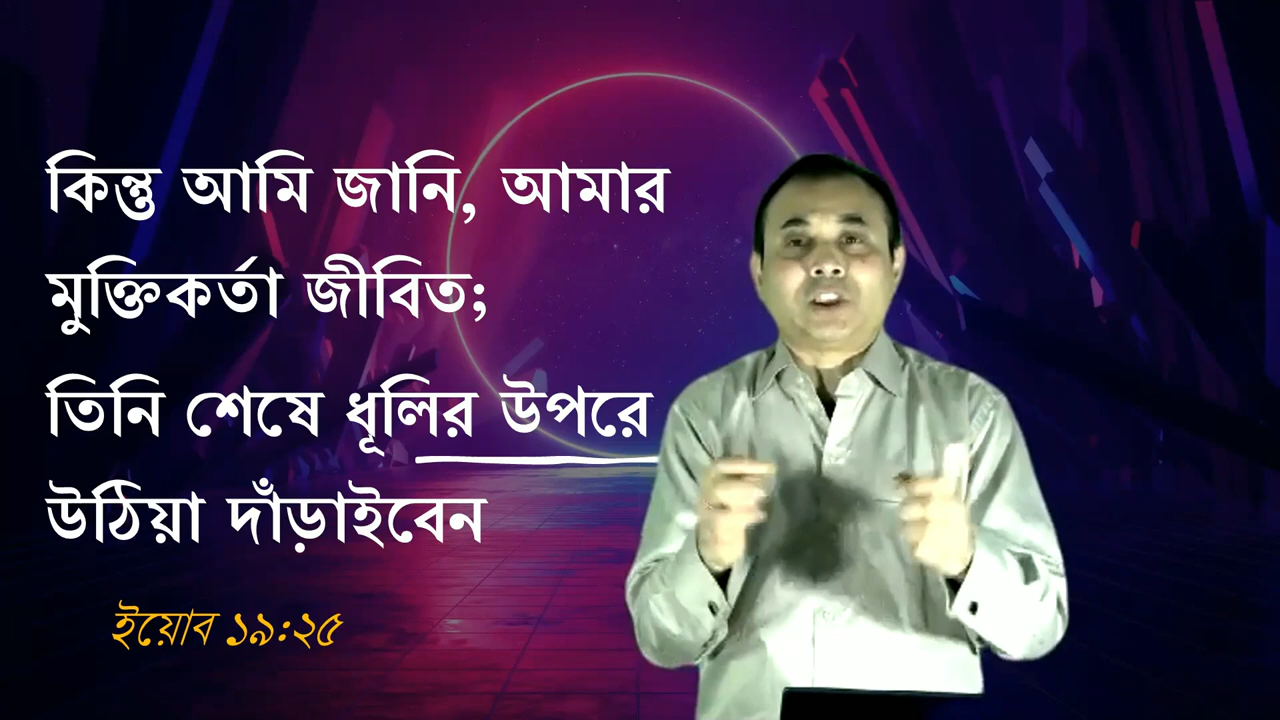 কিন্তু আমি জানি, আমার
মুক্তিকর্তা জীবিত;
তিনি শেষে ধূলির উপরে
উঠিয়া দাঁড়াইবেন
ইয়োব ১৯:২৫